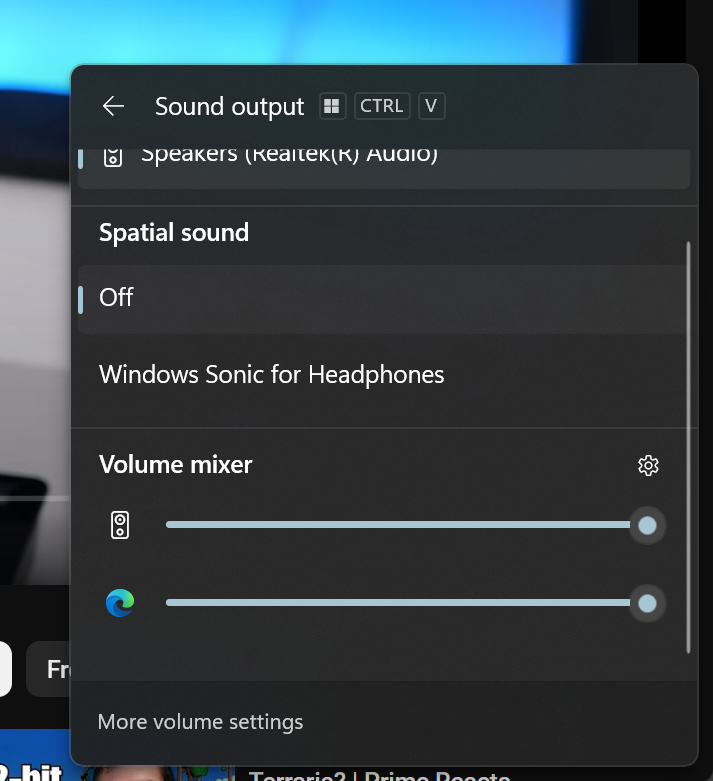 Sound output CTRL V
Speakers (Realtek(R) Audio)
Spatial sound
Off
Windows Sonic for Headphones
Volume mixer
Fr
More volume settings
2-bit
Terraria? | Prime Reacts